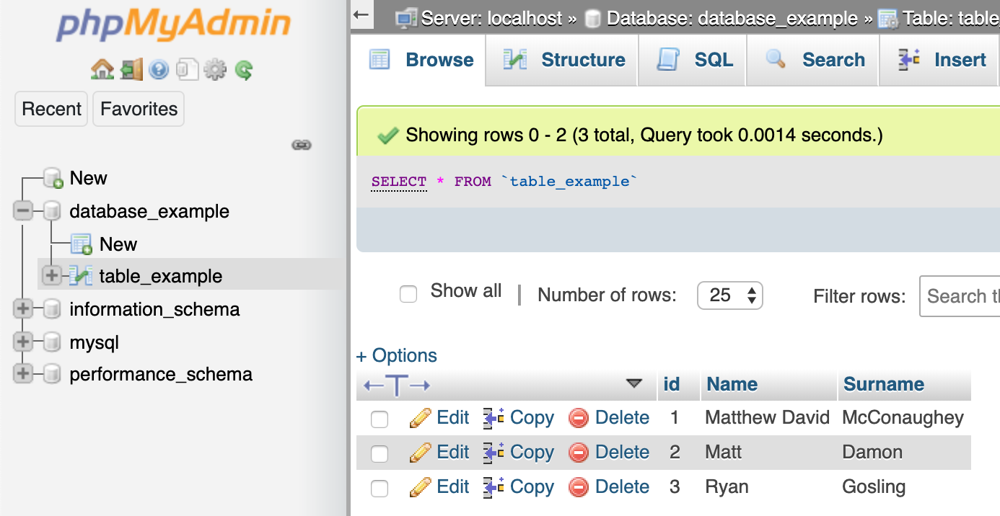 phpMyAdmin
Recent Favorites
New
database_example
New
table_example
information_schema
mysql
performance_schema
Server: localhost » Database: database_example » Table: table_
Browse Structure SQL Search Insert
Showing rows 0 - 2 (3 total, Query took 0.0014 seconds.)
SELECT * FROM `table_example`
Show all | Number of rows: 25 Filter rows: Search th
+ Options
←T→ id Name Surname
Edit Copy Delete 1 Matthew David McConaughey
Edit Copy Delete 2 Matt Damon
Edit Copy Delete 3 Ryan Gosling